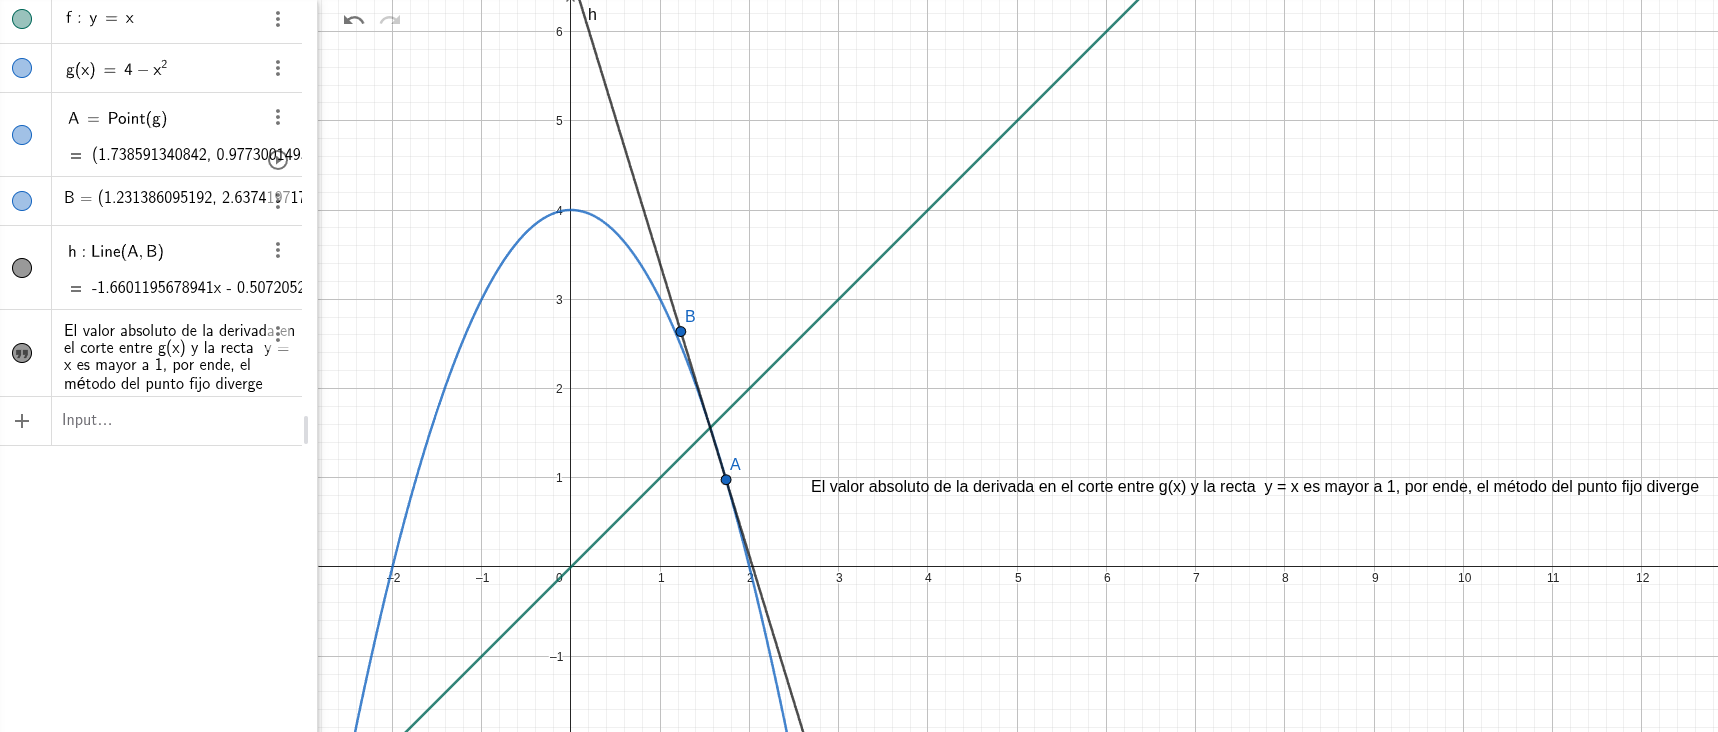 f : y = x
g(x) = 4 – x²
A = Point(g)
= (1.738591340842, 0.977300149
B = (1.231386095192, 2.637419717
h : Line(A, B)
= -1.6601195678941x - 0.5072052
El valor absoluto de la derivada en
el corte entre g(x) y la recta y =
x es mayor a 1, por ende, el
método del punto fijo diverge
Input…
h
6
5
4
3
2
1
–1
B
A
El valor absoluto de la derivada en el corte entre g(x) y la recta y = x es mayor a 1, por ende, el método del punto fijo diverge
–2 –1 0 1 2 3 4 5 6 7 8 9 10 11 12